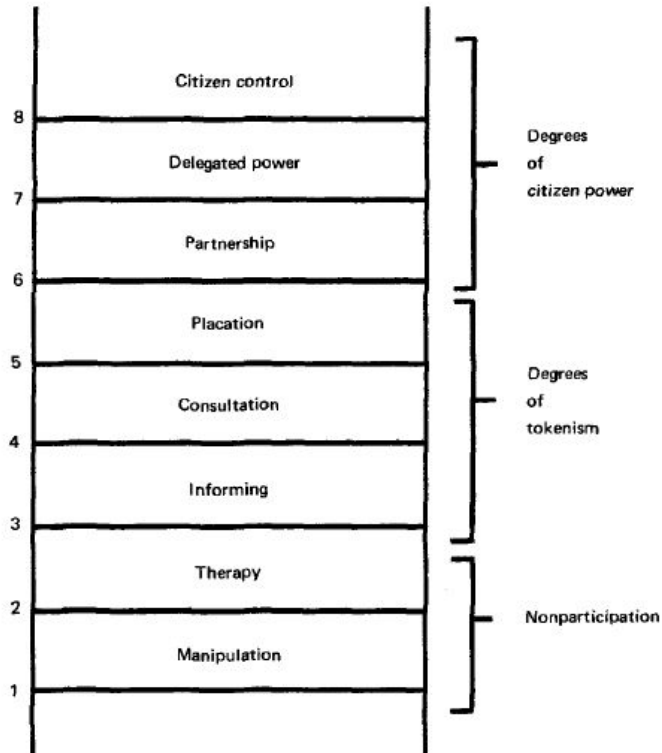 Citizen control
8
Delegated power
7
Partnership
6
Placation
5
Consultation
4
Informing
3
Therapy
2
Manipulation
1
Degrees
of
citizen power
Degrees
of
tokenism
Nonparticipation